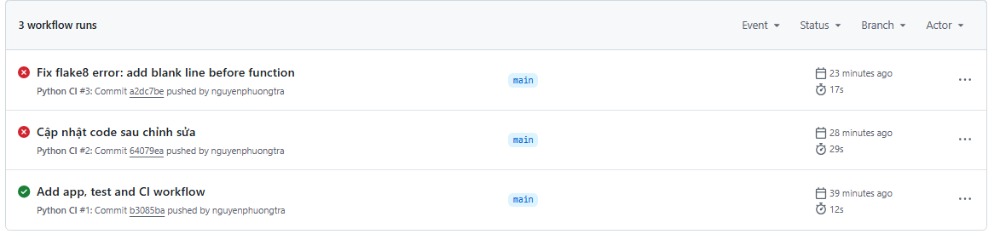 3 workflow runs
Event Status Branch Actor
Fix flake8 error: add blank line before function
Python CI #3: Commit a2dc7be pushed by nguyenphuongtra
main
23 minutes ago
17s
Cập nhật code sau chỉnh sửa
Python CI #2: Commit 64079ea pushed by nguyenphuongtra
main
28 minutes ago
29s
Add app, test and CI workflow
Python CI #1: Commit b3085ba pushed by nguyenphuongtra
main
39 minutes ago
12s